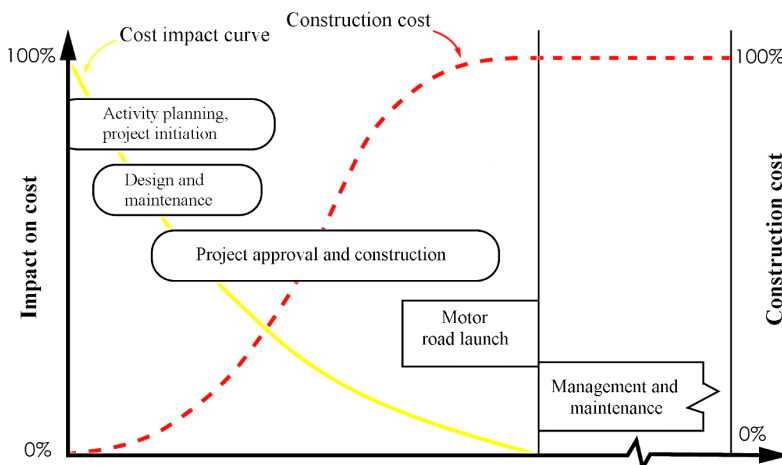 Construction cost
Cost impact curve
100%
100%
Activity planning,
project initiation
Design and
maintenance
Project approval and construction
Impact on cost
Construction cost
Motor
road launch
Management and
maintenance
0%
0%